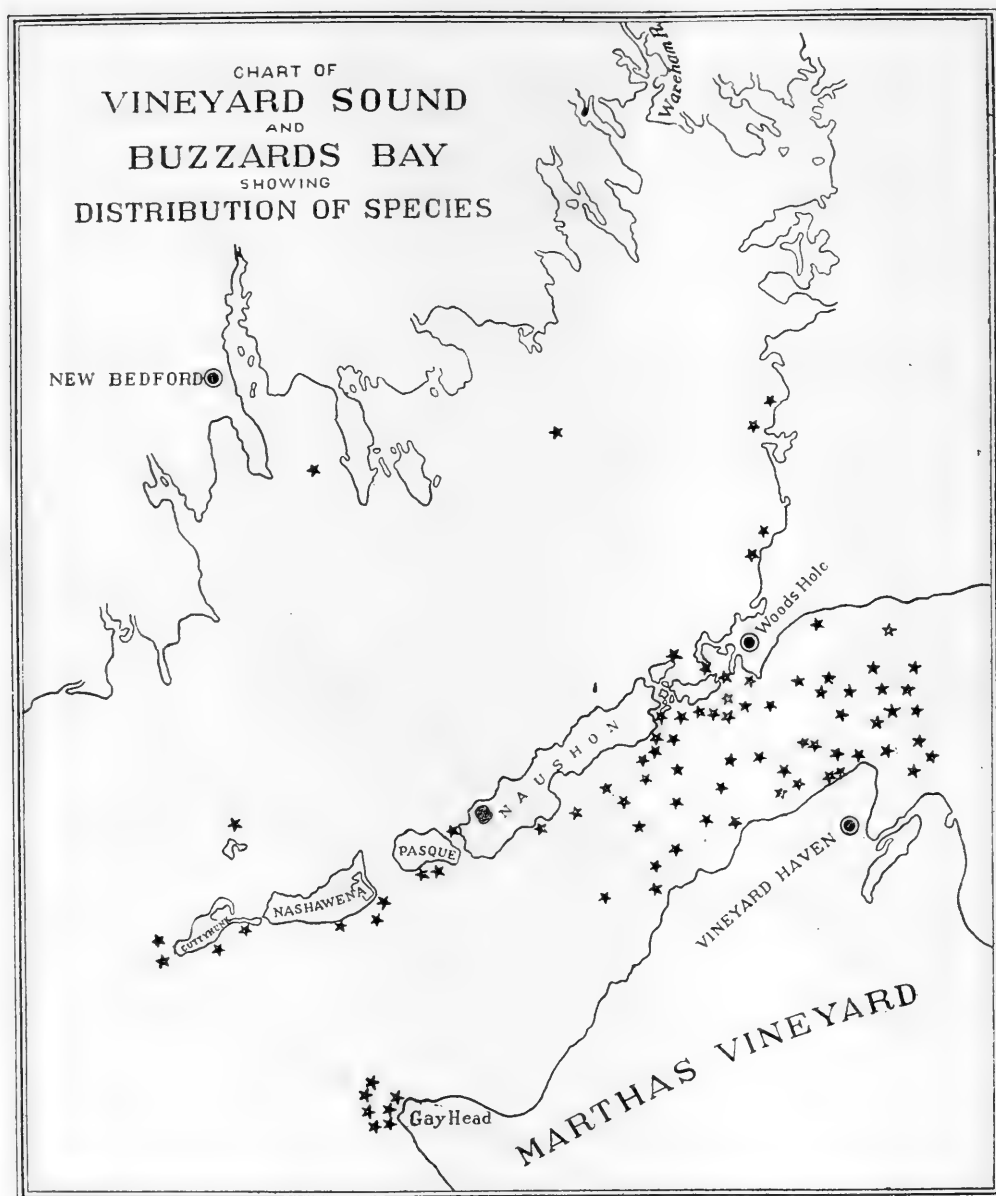 CHART OF
VINEYARD SOUND
AND
BUZZARDS BAY
SHOWING
DISTRIBUTION OF SPECIES
Wareham R.
NEW BEDFORD
Woods Hole
NAUSHON
PASQUE
NASHAWENA
CUTTYHUNK
VINEYARD HAVEN
MARTHAS VINEYARD
Gay Head